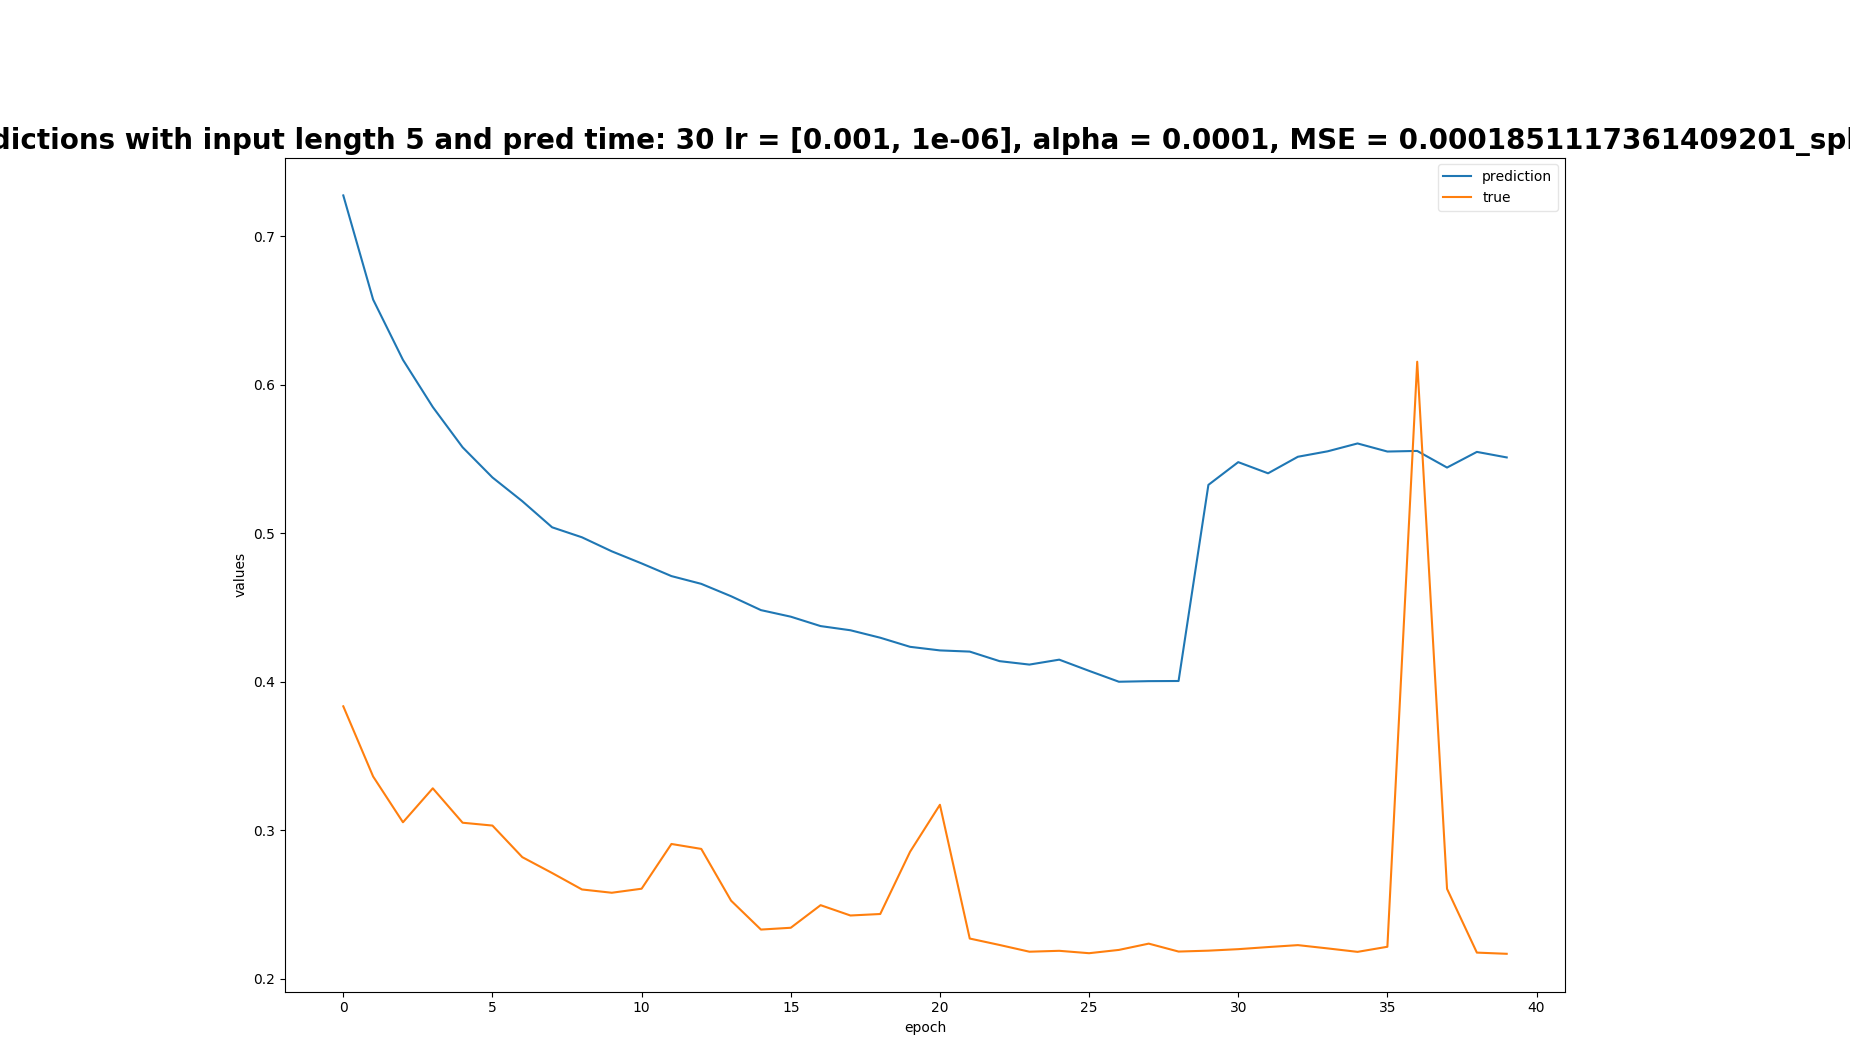 dictions with input length 5 and pred time: 30 lr = [0.001, 1e-06], alpha = 0.0001, MSE = 0.0001851117361409201_spl
prediction
true
0.7
0.6
0.5
0.4
0.3
0.2
values
0 5 10 15 20 25 30 35 40
epoch